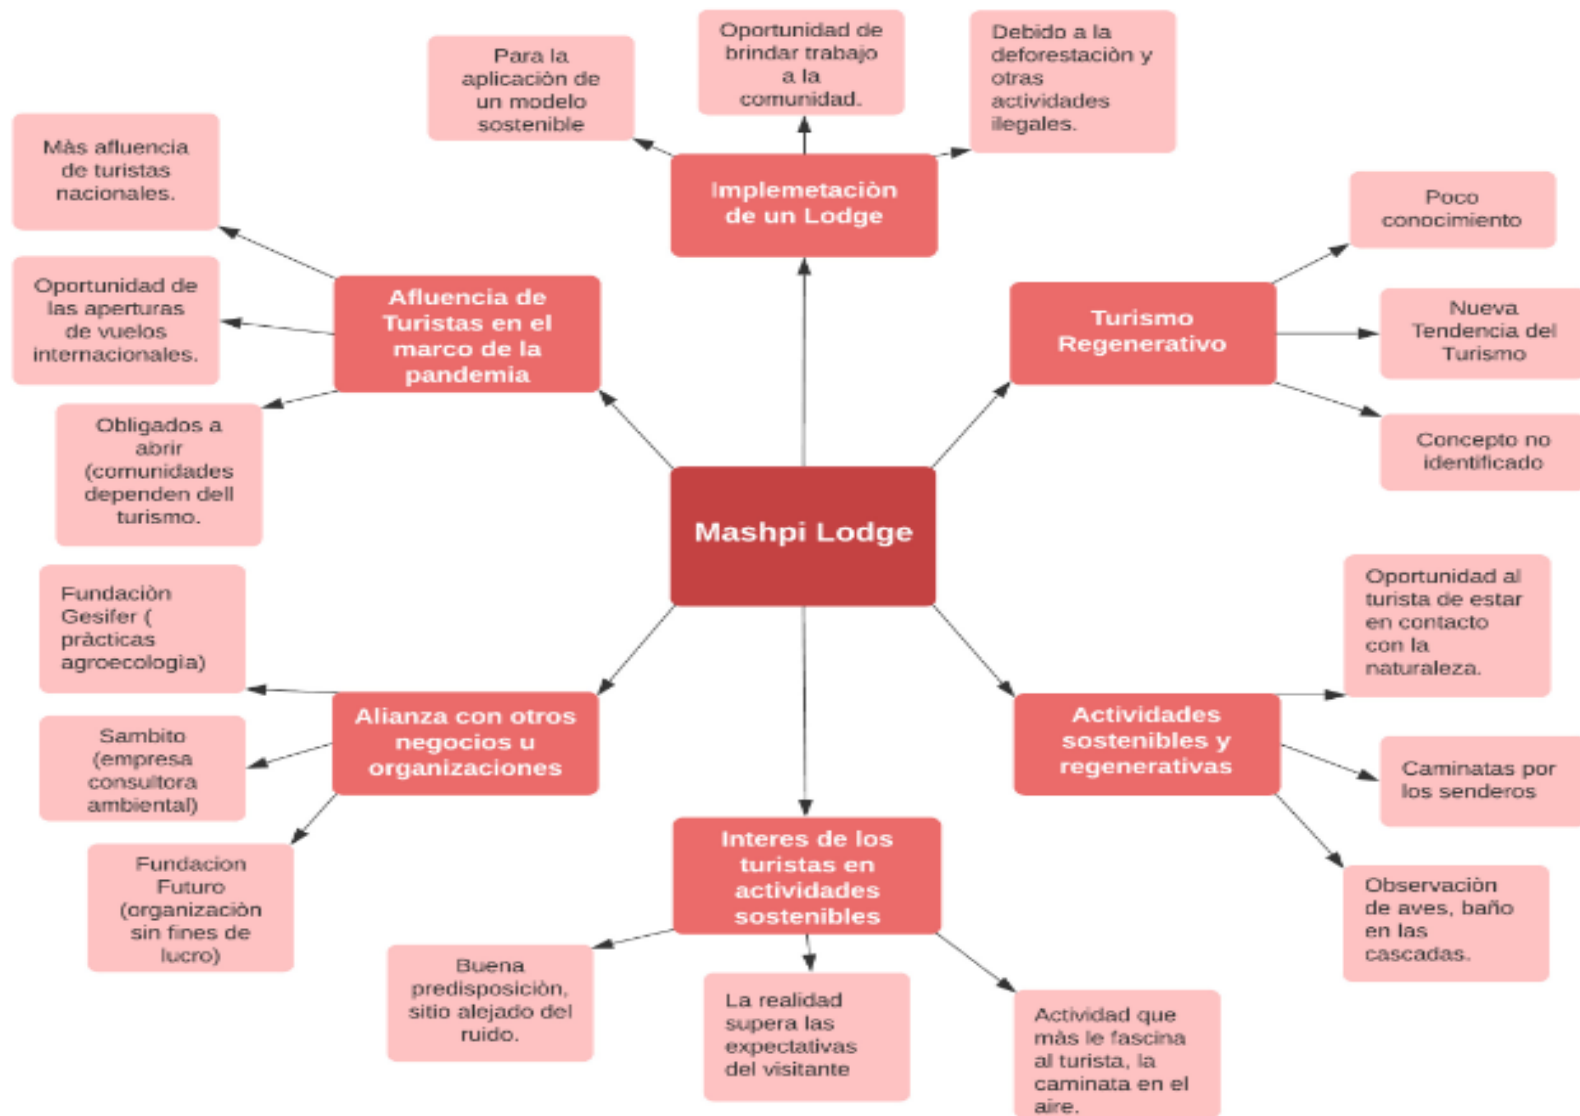 Oportunidad de
brindar trabajo
a la
comunidad.
Debido a la
deforestaciòn y
otras
actividades
ilegales.
Para la
aplicaciòn de
un modelo
sostenible
Màs afluencia
de turistas
nacionales.
Implemetaciòn
de un Lodge
Poco
conocimiento
Oportunidad de
las aperturas
de vuelos
internacionales.
Afluencia de
Turistas en el
marco de la
pandemia
Turismo
Regenerativo
Nueva
Tendencia del
Turismo
Obligados a
abrir
(comunidades
dependen dell
turismo.
Concepto no
identificado
Mashpi Lodge
Fundaciòn
Gesifer (
pràcticas
agroecologìa)
Oportunidad al
turista de estar
en contacto
con la
naturaleza.
Alianza con otros
negocios u
organizaciones
Actividades
sostenibles y
regenerativas
Sambito
(empresa
consultora
ambiental)
Caminatas por
los senderos
Interes de los
turistas en
actividades
sostenibles
Fundacion
Futuro
(organizaciòn
sin fines de
lucro)
Observaciòn
de aves, baño
en las
cascadas.
Buena
predisposiciòn,
sitio alejado del
ruido.
La realidad
supera las
expectativas
del visitante
Actividad que
màs le fascina
al turista, la
caminata en el
aire.